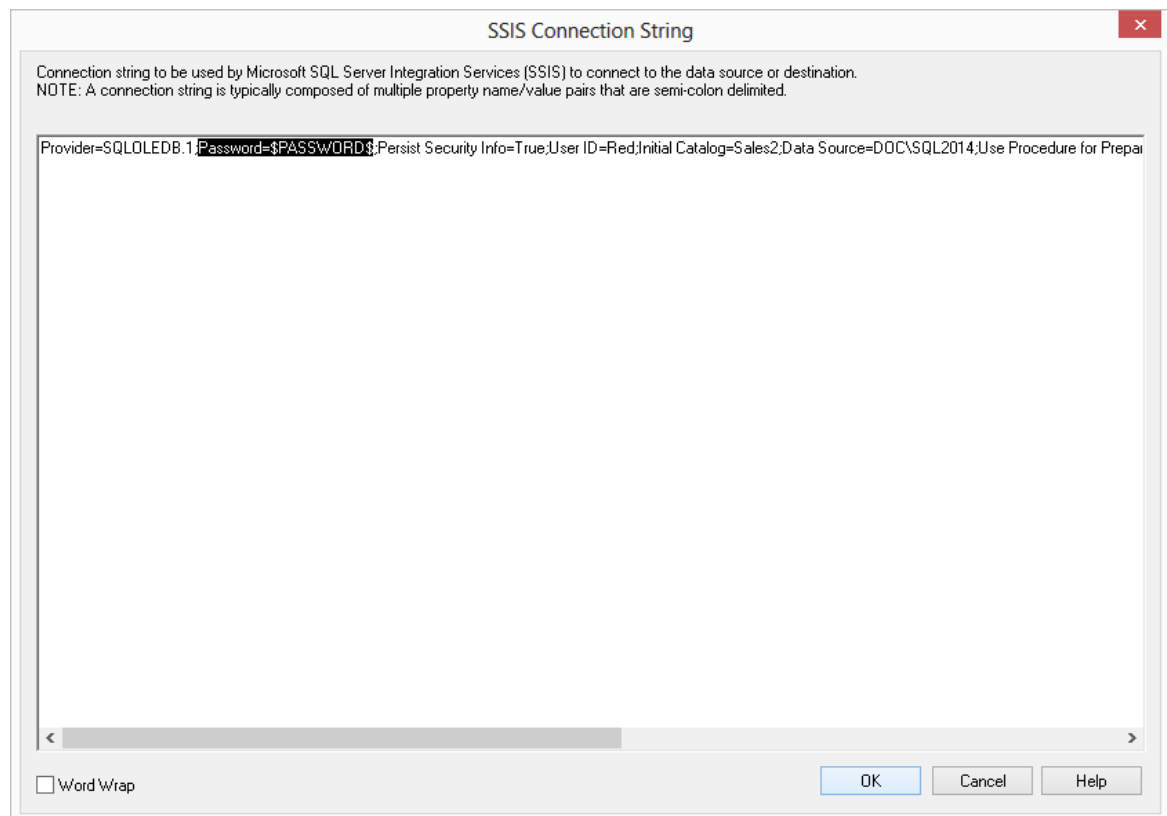 SSIS Connection String
Connection string to be used by Microsoft SQL Server Integration Services (SSIS) to connect to the data source or destination.
NOTE: A connection string is typically composed of multiple property name/value pairs that are semi-colon delimited.
Provider=SQLOLEDB.1;Password=$PASSWORD$;Persist Security Info=True;User ID=Red;Initial Catalog=Sales2;Data Source=DOC\SQL2014;Use Procedure for Prepar
Word Wrap
OK
Cancel
Help